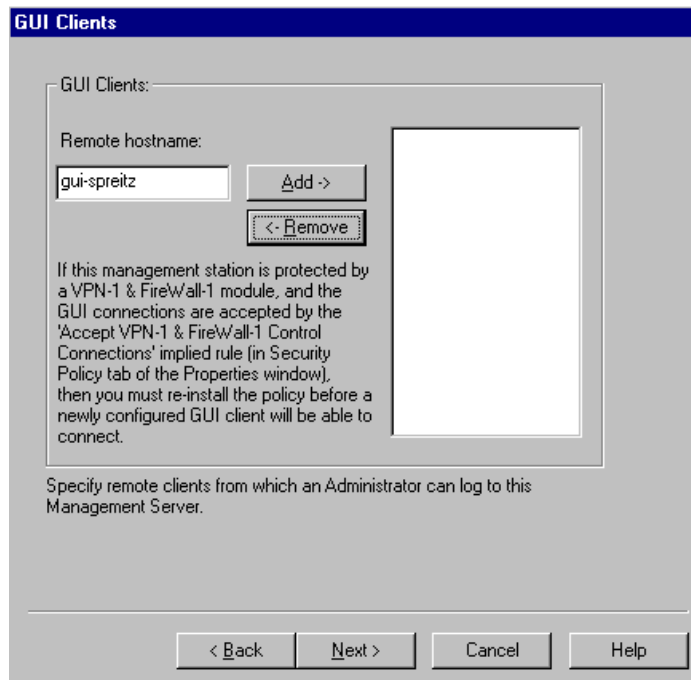 GUI Clients
GUI Clients:
Remote hostname:
gui-spreitz
Add ->
<- Remove
If this management station is protected by
a VPN-1 & FireWall-1 module, and the
GUI connections are accepted by the
'Accept VPN-1 & FireWall-1 Control
Connections' implied rule (in Security
Policy tab of the Properties window),
then you must re-install the policy before a
newly configured GUI client will be able to
connect.
Specify remote clients from which an Administrator can log to this
Management Server.
< Back
Next >
Cancel
Help